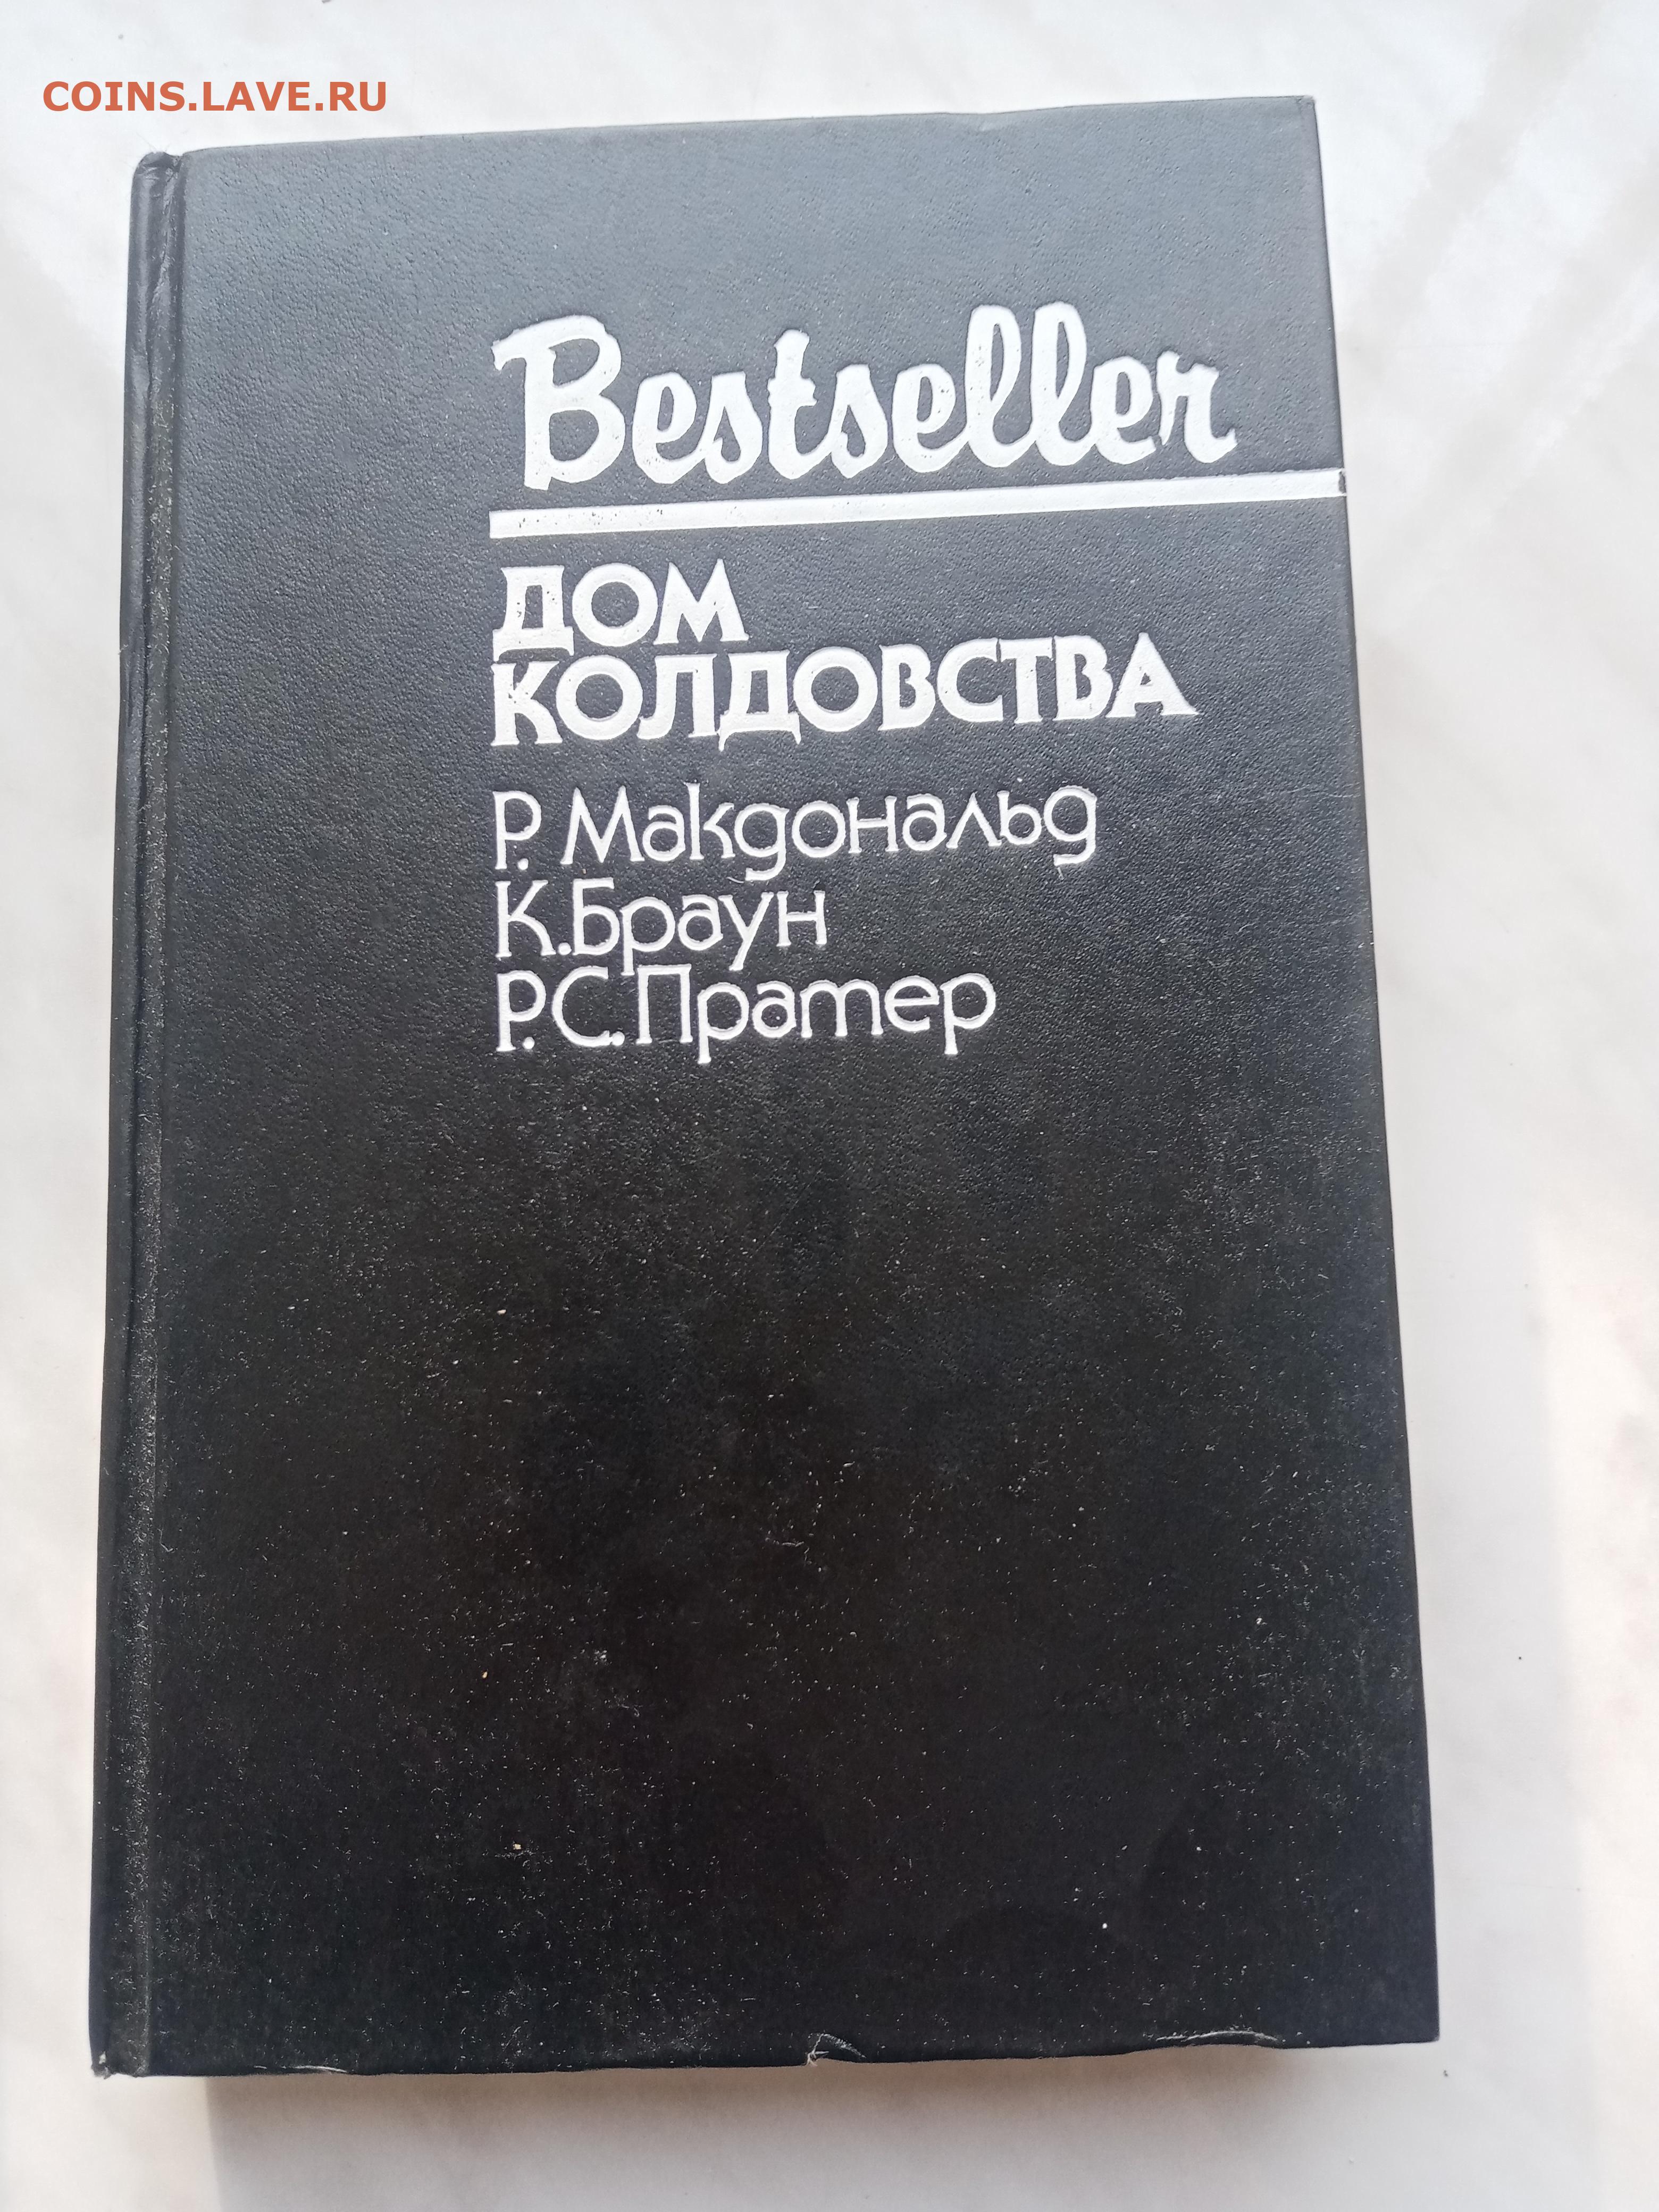 COINS.LAVE.RU
Bestseller
ДОМ
КОЛДОВСТВА
Р. Макдональд
К. Браун
Р. С. Пратер